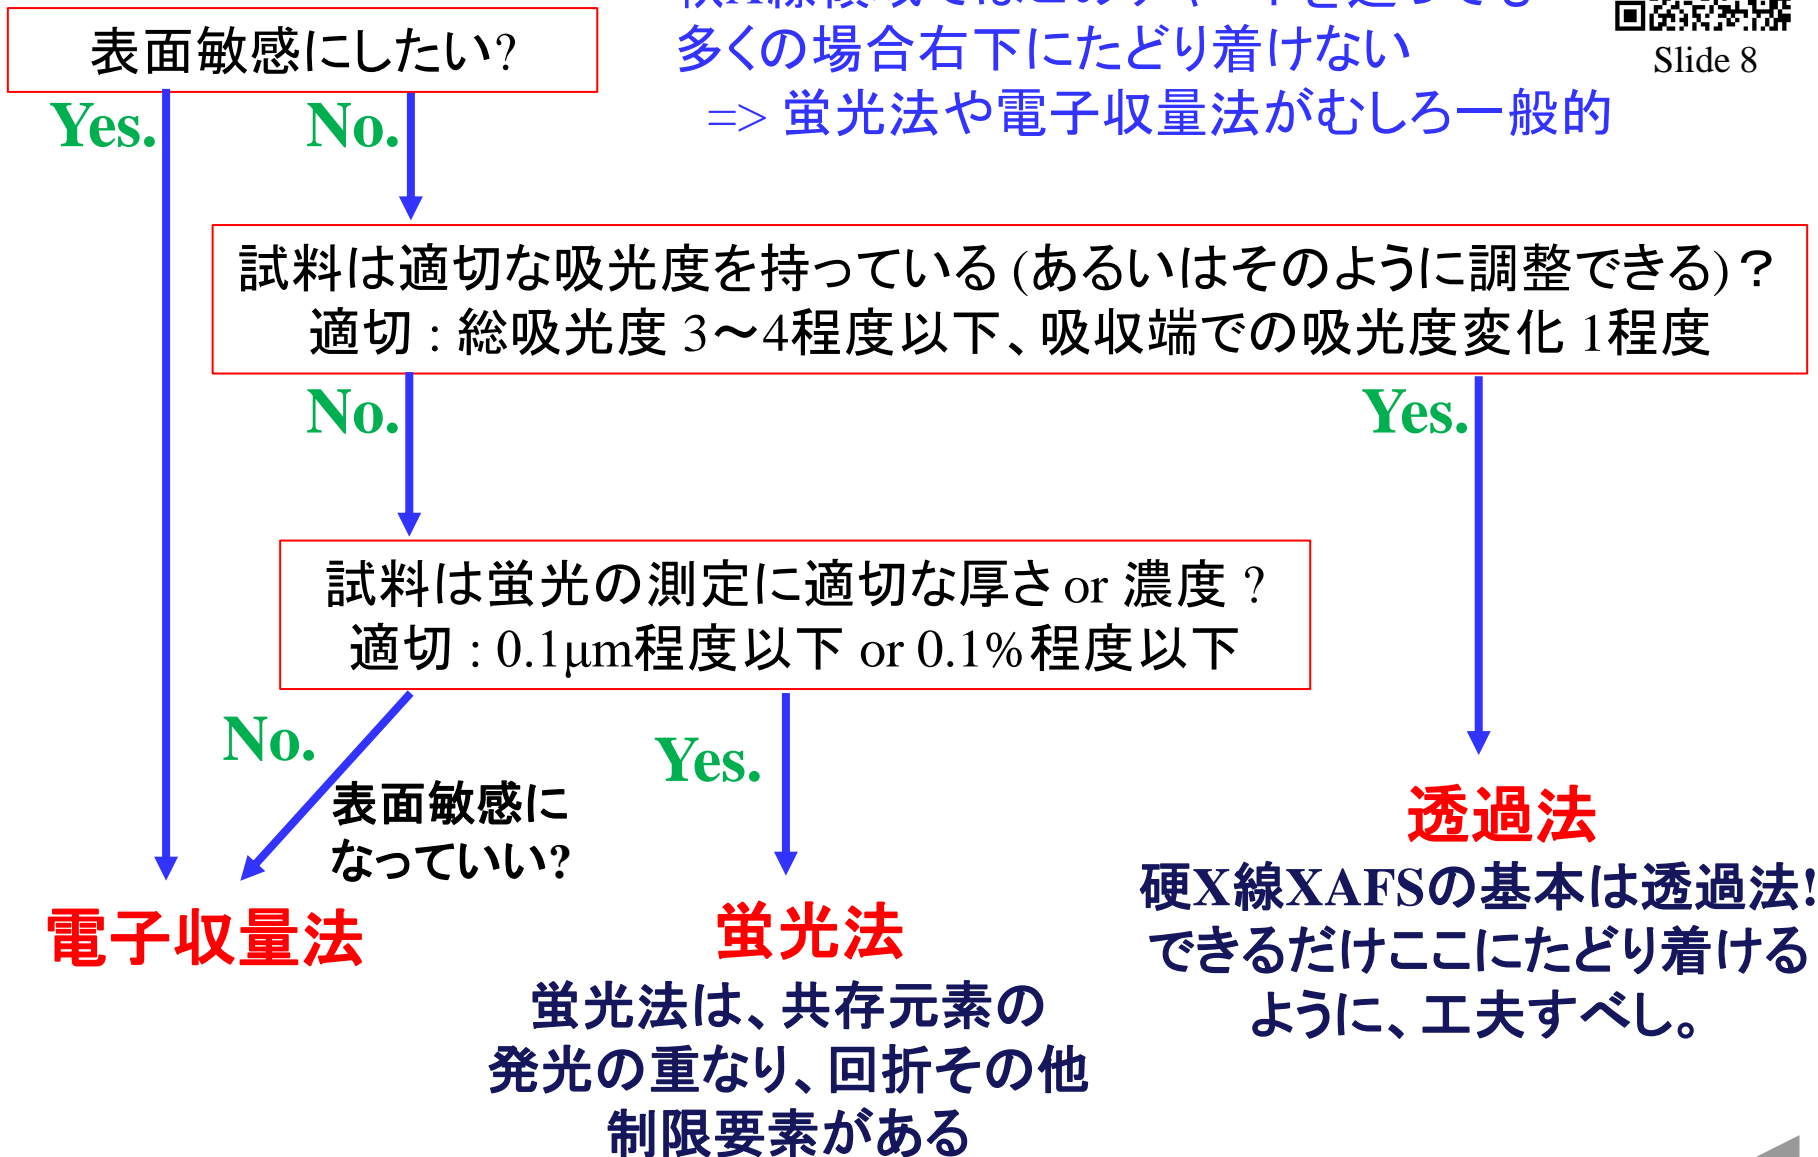 表面敏感にしたい?
多くの場合右下にたどり着けない
=> 蛍光法や電子収量法がむしろ一般的
Slide 8
Yes.
No.
試料は適切な吸光度を持っている (あるいはそのように調整できる)？
適切 : 総吸光度 3～4程度以下、吸収端での吸光度変化 1程度
No.
Yes.
試料は蛍光の測定に適切な厚さ or 濃度 ?
適切 : 0.1μm程度以下 or 0.1%程度以下
No.
Yes.
表面敏感に
なっていい?
電子収量法
蛍光法
蛍光法は、共存元素の
発光の重なり、回折その他
制限要素がある
透過法
硬X線XAFSの基本は透過法!
できるだけここにたどり着ける
ように、工夫すべし。